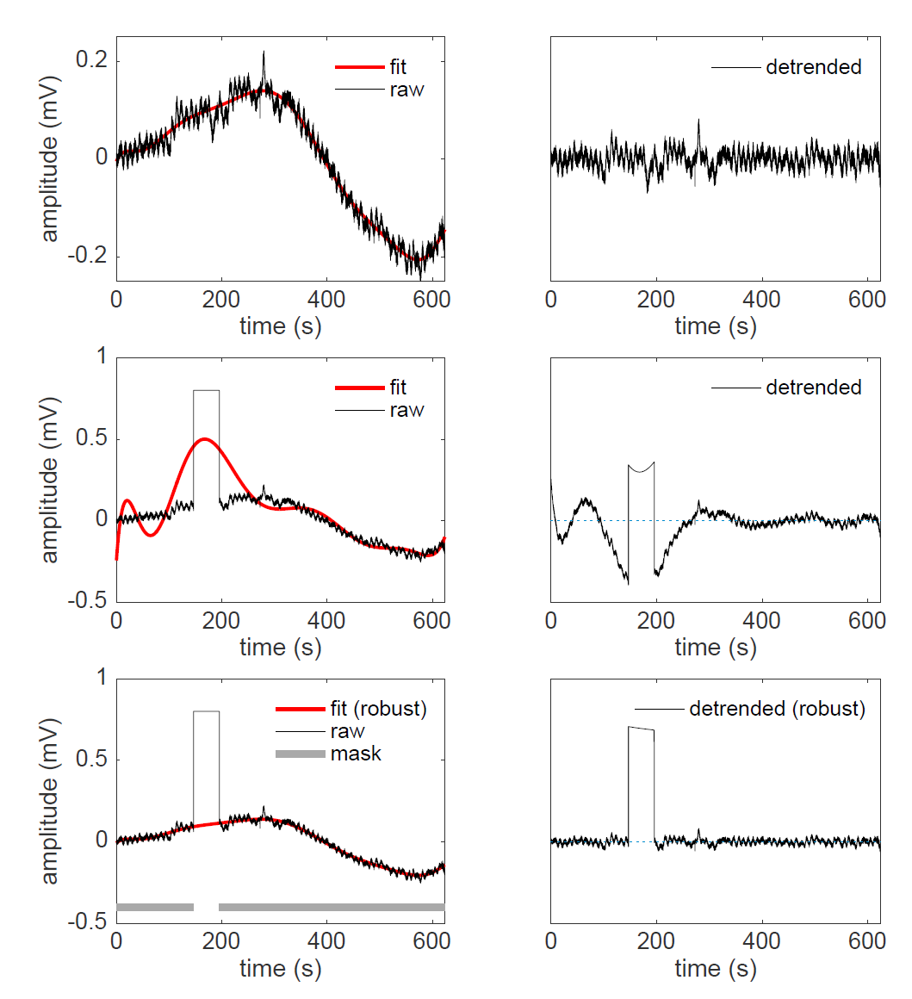 0.2
0
-0.2
amplitude (mV)
fit
raw
0 200 400 600
time (s)
detrended
0 200 400 600
time (s)
1
0.5
0
-0.5
amplitude (mV)
fit
raw
0 200 400 600
time (s)
detrended
0 200 400 600
time (s)
1
0.5
0
-0.5
amplitude (mV)
fit (robust)
raw
mask
0 200 400 600
time (s)
detrended (robust)
0 200 400 600
time (s)